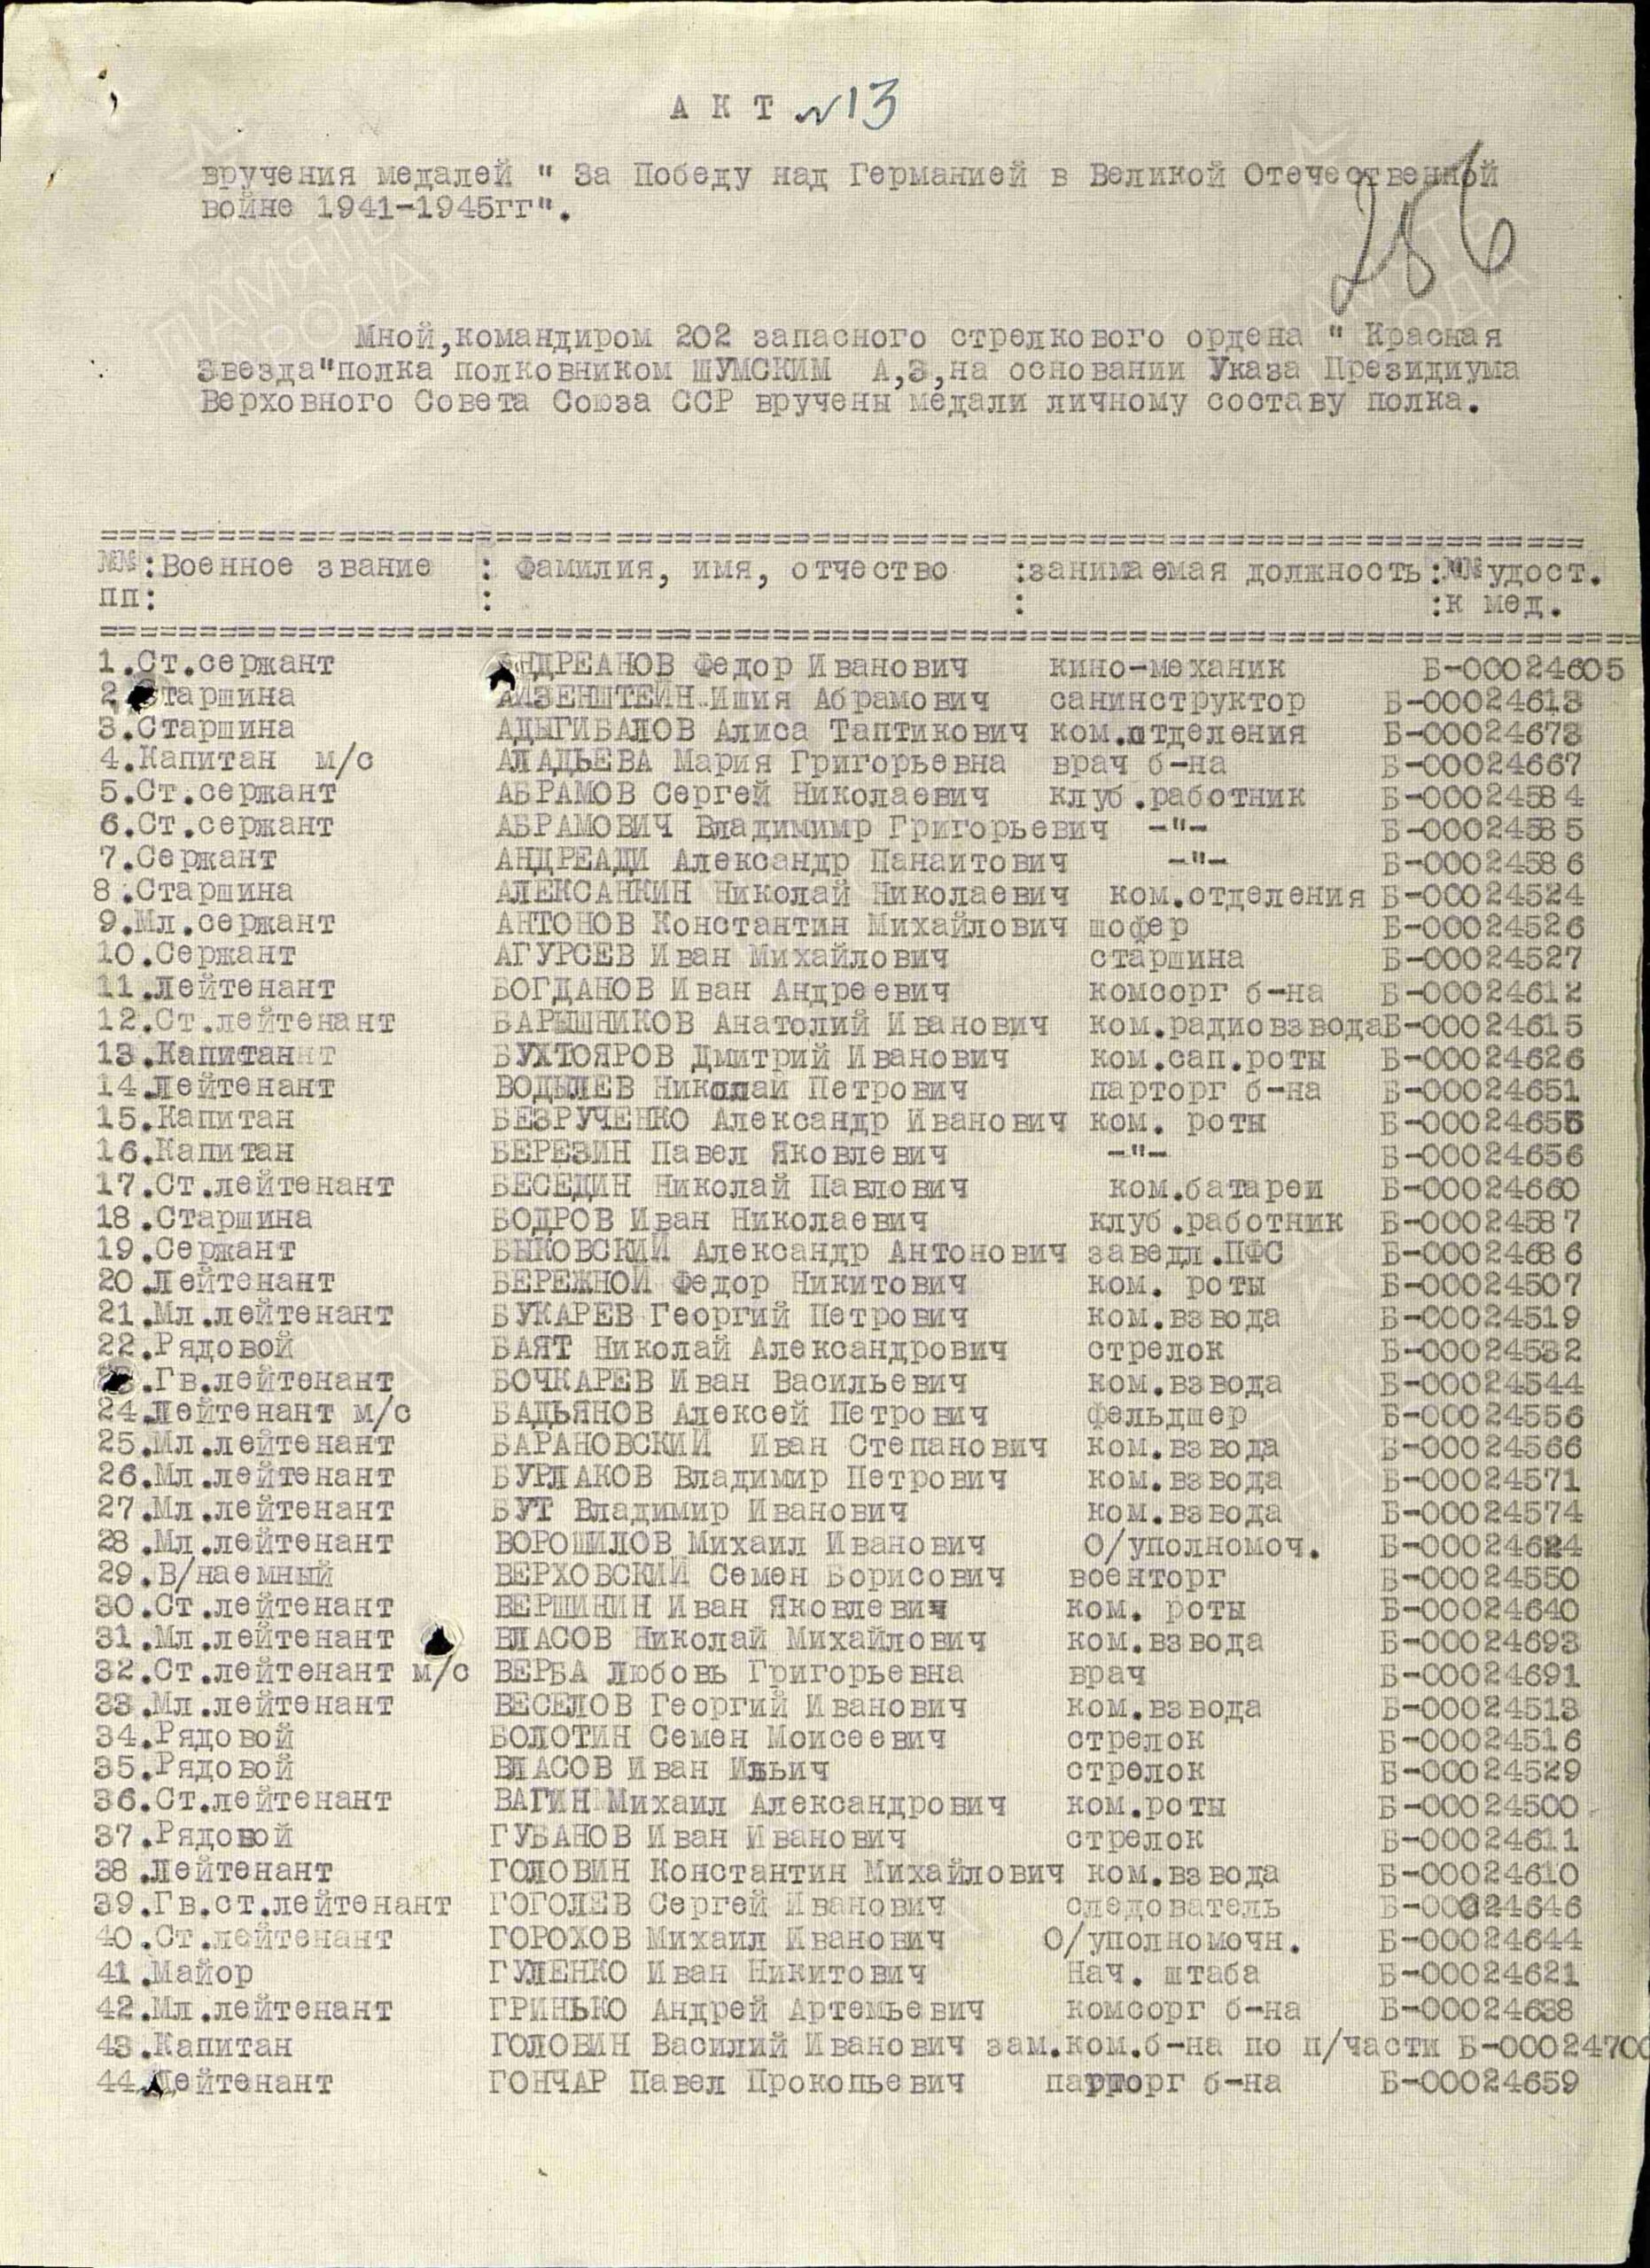 А К Т №13
вручения медалей " За Победу над Германией в Великой Отечественной
войне 1941-1945гг".
286
Мной,командиром 202 запасного стрелкового ордена " Красная
Звезда"полка полковником ШУМСКИМ А,З,на основании Указа Президиума
Верховного Совета Союза ССР вручены медали личному составу полка.
№№:Военное звание : Фамилия, имя, отчество :занимаемая должность:№№удост.
пп: : : :к мед.
1.Ст.сержант АНДРЕАНОВ Федор Иванович кино-механик Б-00024605
2.Старшина АЙЗЕНШТЕЙН Ишия Абрамович санинструктор Б-00024613
3.Старшина АДЫГИБАЛОВ Алиса Таптикович ком.отделения Б-00024673
4.Капитан м/с АЛАДЬЕВА Мария Григорьевна врач б-на Б-00024667
5.Ст.сержант АБРАМОВ Сергей Николаевич клуб.работник Б-00024584
6.Ст.сержант АБРАМОВИЧ Владимимр Григорьевич -"- Б-00024585
7.Сержант АНДРЕАДИ Александр Панаитович -"- Б-00024586
8.Старшина АЛЕКСАНКИН Николай Николаевич ком.отделения Б-00024524
9.Мл.сержант АНТОНОВ Константин Михайлович шофер Б-00024526
10.Сержант АГУРСЕВ Иван Михайлович старшина Б-00024527
11.Лейтенант БОГДАНОВ Иван Андреевич комсорг б-на Б-00024612
12.Ст.лейтенант БАРЫШНИКОВ Анатолий Иванович ком.радиовзвода Б-00024615
13.Капитан БУХТОЯРОВ Дмитрий Иванович ком.сап.роты Б-00024626
14.Лейтенант ВОДЫЛЕВ Николай Петрович парторг б-на Б-00024651
15.Капитан БЕЗРУЧЕНКО Александр Иванович ком. роты Б-00024655
16.Капитан БЕРЕЗИН Павел Яковлевич -"- Б-00024656
17.Ст.лейтенант БЕСЕДИН Николай Павлович ком.батареи Б-00024660
18.Старшина БОДРОВ Иван Николаевич клуб.работник Б-00024587
19.Сержант БЫКОВСКИЙ Александр Антонович заведл.ПФС Б-00024686
20.Лейтенант БЕРЕЖНОЙ Федор Никитович ком. роты Б-00024507
21.Мл.лейтенант БУКАРЕВ Георгий Петрович ком.взвода Б-00024519
22.Рядовой БАЯТ Николай Александрович стрелок Б-00024532
23.Гв.лейтенант БОЧКАРЕВ Иван Васильевич ком.взвода Б-00024544
24.Лейтенант м/с БАДЬЯНОВ Алексей Петрович фельдшер Б-00024556
25.Мл.лейтенант БАРАНОВСКИЙ Иван Степанович ком.взвода Б-00024566
26.Мл.лейтенант БУРЛАКОВ Владимир Петрович ком.взвода Б-00024571
27.Мл.лейтенант БУТ Владимир Иванович ком.взвода Б-00024574
28.Мл.лейтенант ВОРОШИЛОВ Михаил Иванович О/уполномоч. Б-00024624
29.В/наемный ВЕРХОВСКИЙ Семен Борисович военторг Б-00024550
30.Ст.лейтенант ВЕРШИНИН Иван Яковлевич ком. роты Б-00024640
31.Мл.лейтенант ВЛАСОВ Николай Михайлович ком.взвода Б-00024693
32.Ст.лейтенант м/с ВЕРБА Любовь Григорьевна врач Б-00024691
33.Мл.лейтенант ВЕСЕЛОВ Георгий Иванович ком.взвода Б-00024513
34.Рядовой БОЛОТИН Семен Моисеевич стрелок Б-00024516
35.Рядовой ВЛАСОВ Иван Ильич стрелок Б-00024529
36.Ст.лейтенант ВАГИН Михаил Александрович ком.роты Б-00024500
37.Рядовой ГУБАНОВ Иван Иванович стрелок Б-00024611
38.Лейтенант ГОЛОВИН Константин Михайлович ком.взвода Б-00024610
39.Гв.ст.лейтенант ГОГОЛЕВ Сергей Иванович следователь Б-00024646
40.Ст.лейтенант ГОРОХОВ Михаил Иванович О/уполномочн. Б-00024644
41.Майор ГУЛЕНКО Иван Никитович Нач. штаба Б-00024621
42.Мл.лейтенант ГРИНЬКО Андрей Артемьевич комсорг б-на Б-00024638
43.Капитан ГОЛОВИН Василий Иванович зам.ком.б-на по п/части Б-00024700
44.Лейтенант ГОНЧАР Павел Прокопьевич парторг б-на Б-00024659